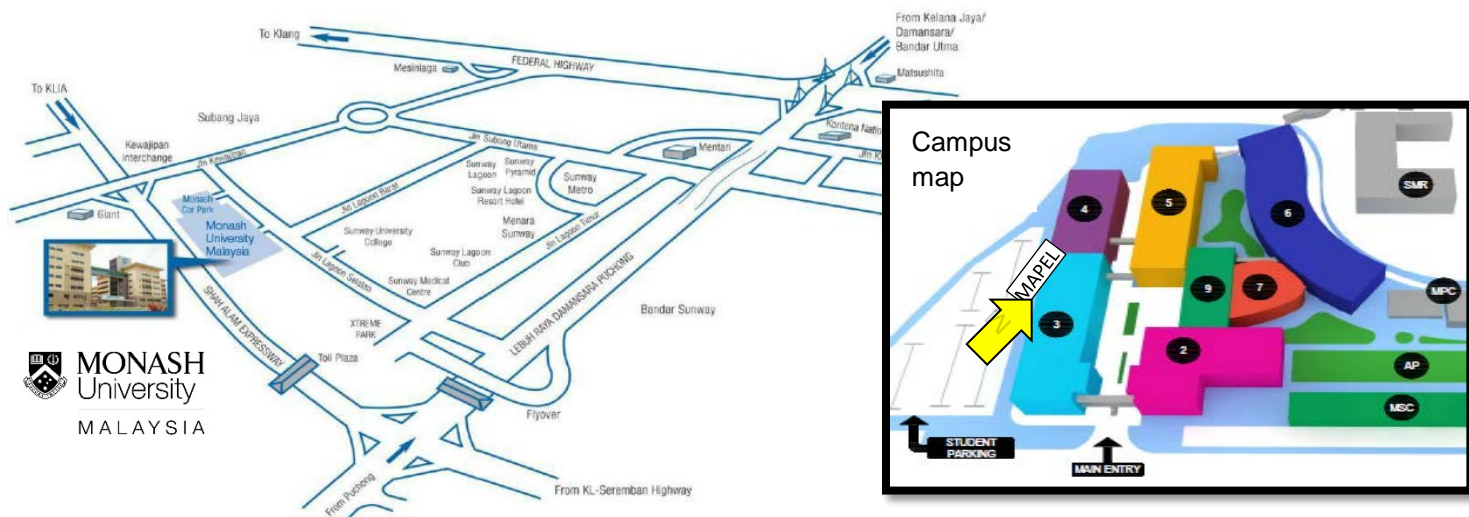 To Klang
From Kelana Jaya/
Damansara/
Bandar Utma
FEDERAL HIGHWAY
Mesiniaga
Matsushita
To KLIA
Subang Jaya
Kewajipan
Interchange
Jln Kewajipan
Jln Subang Utama
Mentari
Kontena Natio
Jln K
Giant
Monash
Car Park
Monash
University
Malaysia
Jln Lagoon Barat
Sunway
Lagoon
Sunway
Pyramid
Sunway Lagoon
Resort Hotel
Sunway
Metro
Menara
Sunway
Jln Lagoon Timur
Sunway University
College
Sunway Lagoon
Club
Jln Lagoon Selatan
Sunway Medical
Centre
LEBUH RAYA DAMANSARA PUCHONG
Bandar Sunway
SHAH ALAM EXPRESSWAY
XTREME
PARK
Toll Plaza
Flyover
From Puchong
From KL-Seremban Highway
MONASH
University
MALAYSIA
Campus
map
4
5
6
SMR
MAPEL
9
7
MPC
3
2
AP
MSC
STUDENT
PARKING
MAIN ENTRY